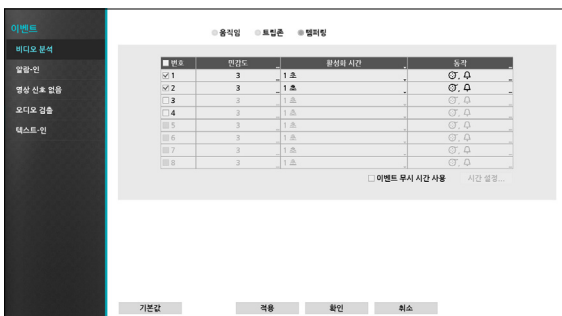 이벤트
비디오 분석
알람-인
영상 신호 없음
오디오 검출
텍스트-인
움직임 트립존 템퍼링
번호 민감도 활성화 시간 동작
1 3 1 초
2 3 1 초
3 3 1 초
4 3 1 초
5 3 1 초
6 3 1 초
7 3 1 초
8 3 1 초
이벤트 무시 시간 사용 시간 설정...
기본값 적용 확인 취소